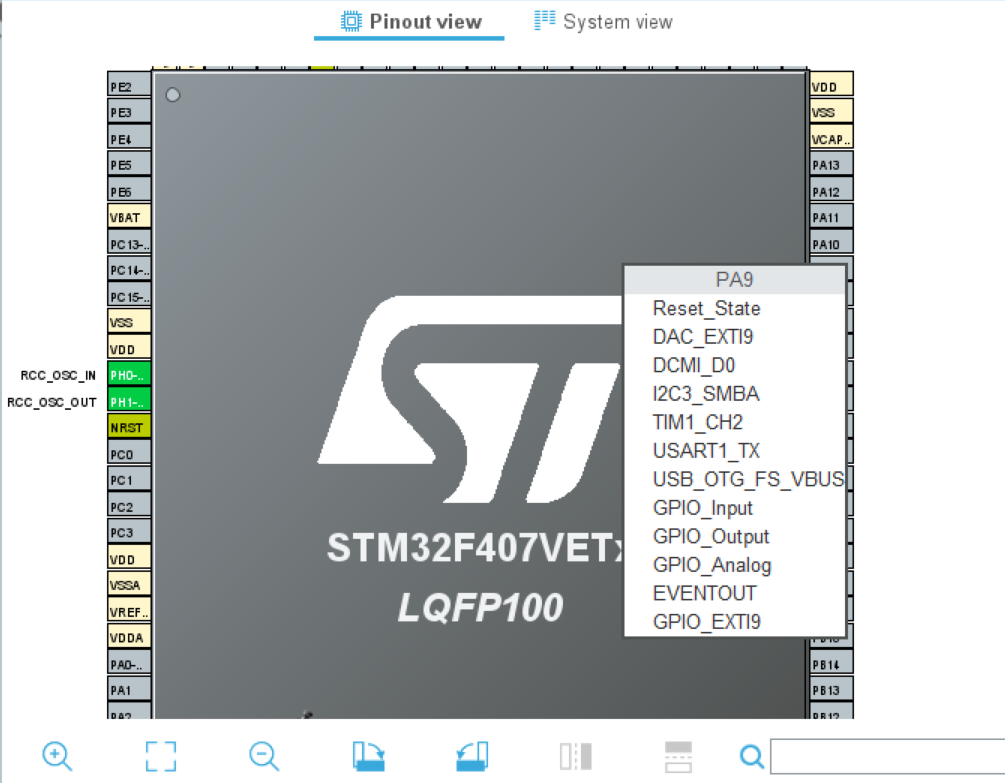 Pinout view
System view
PE2
PE3
PE4
PE5
PE6
VBAT
PC13-..
PC14-..
PC15-..
VSS
VDD
RCC_OSC_IN PH0-..
RCC_OSC_OUT PH1-..
NRST
PC0
PC1
PC2
PC3
VDD
VSSA
VREF..
VDDA
PA0-..
PA1
PA2
STM32F407VETx
LQFP100
VDD
VSS
VCAP..
PA13
PA12
PA11
PA10
PA9
Reset_State
DAC_EXTI9
DCMI_D0
I2C3_SMBA
TIM1_CH2
USART1_TX
USB_OTG_FS_VBUS
GPIO_Input
GPIO_Output
GPIO_Analog
EVENTOUT
GPIO_EXTI9
PB14
PB13
PB12